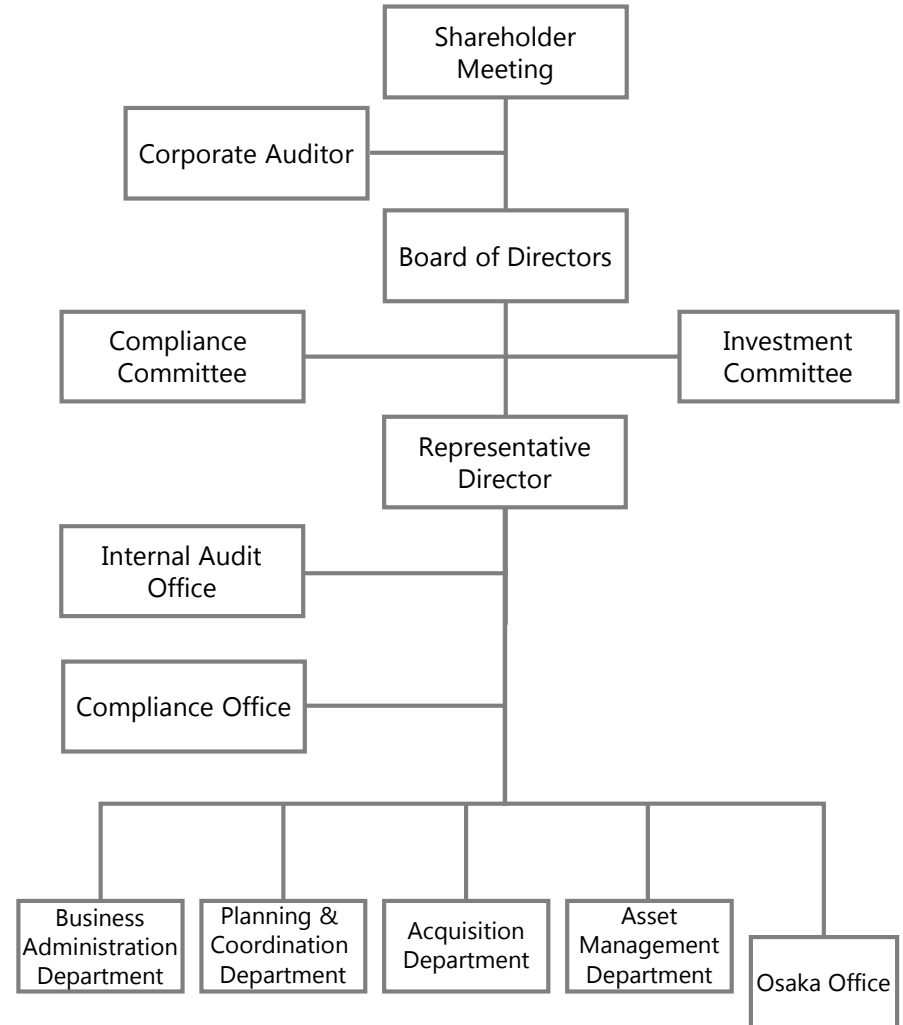 Shareholder
Meeting
Corporate Auditor
Board of Directors
Compliance
Committee
Investment
Committee
Representative
Director
Internal Audit
Office
Compliance Office
Business
Administration
Department
Planning &
Coordination
Department
Acquisition
Department
Asset
Management
Department
Osaka Office